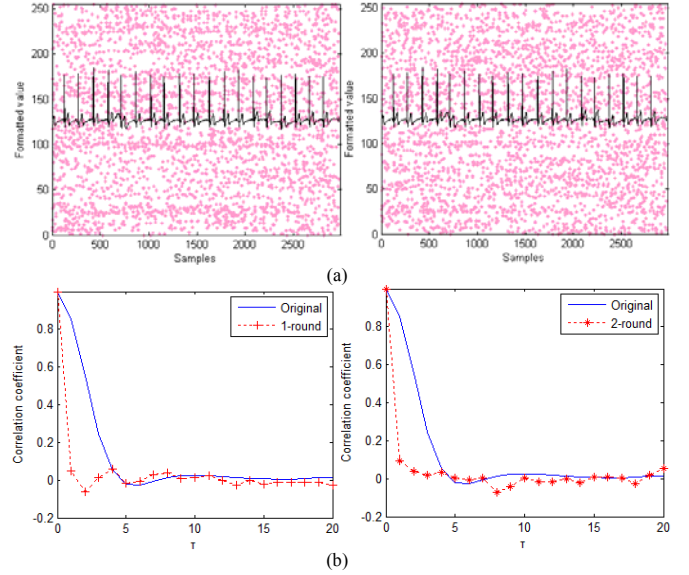 250
200
150
100
50
0
Formatted value
0 500 1000 1500 2000 2500
Samples
250
200
150
100
50
0
Formatted value
0 500 1000 1500 2000 2500
Samples
(a)
0.8
0.6
0.4
0.2
0
-0.2
Correlation coefficient
Original
1-round
0 5 10 15 20
τ
0.8
0.6
0.4
0.2
0
-0.2
Correlation coefficient
Original
2-round
0 5 10 15 20
τ
(b)